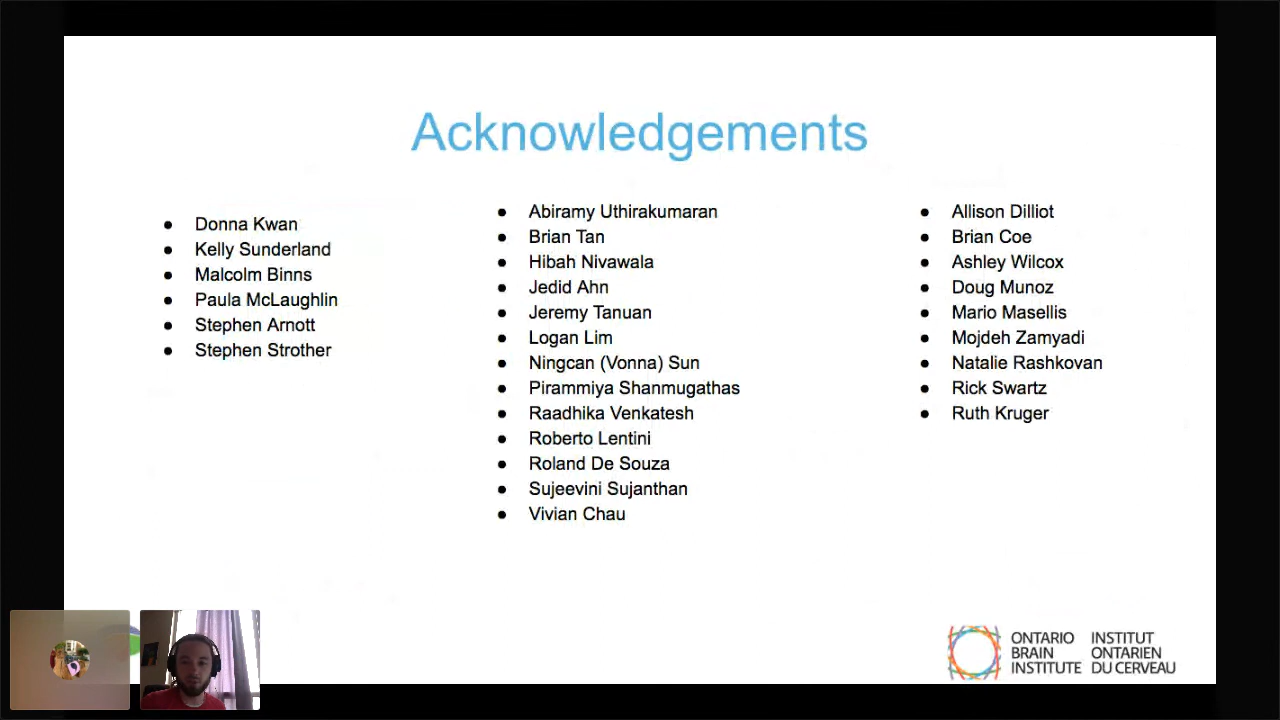 Acknowledgements
Donna Kwan
Kelly Sunderland
Malcolm Binns
Paula McLaughlin
Stephen Arnott
Stephen Strother
Abiramy Uthirakumaran
Brian Tan
Hibah Nivawala
Jedid Ahn
Jeremy Tanuan
Logan Lim
Ningcan (Vonna) Sun
Pirammiya Shanmugathas
Raadhika Venkatesh
Roberto Lentini
Roland De Souza
Sujeevini Sujanthan
Vivian Chau
Allison Dilliot
Brian Coe
Ashley Wilcox
Doug Munoz
Mario Masellis
Mojdeh Zamyadi
Natalie Rashkovan
Rick Swartz
Ruth Kruger
ONTARIO
BRAIN
INSTITUTE
INSTITUT
ONTARIEN
DU CERVEAU